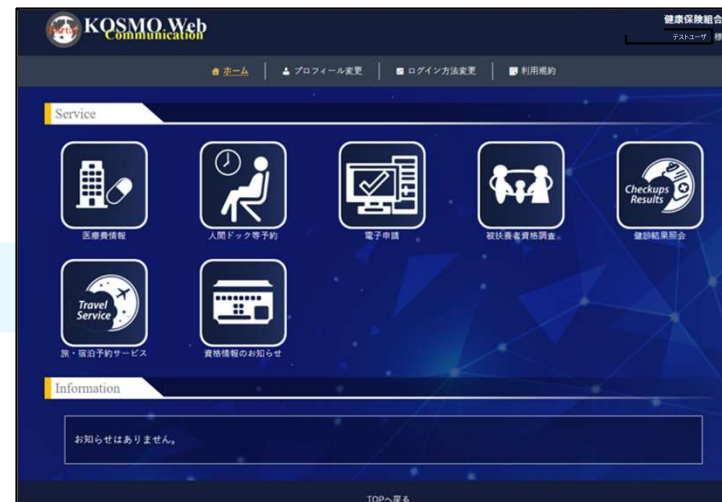 Portal
KOSMO Web
Communication
健康保険組合
テストユーザ 様
ホーム
プロフィール変更
ログイン方法変更
利用規約
Service
医療費情報
人間ドック等予約
電子申請
被扶養者資格調査
Checkups
Results
健診結果照会
Travel
Service
旅・宿泊予約サービス
資格情報のお知らせ
Information
お知らせはありません。
TOPへ戻る